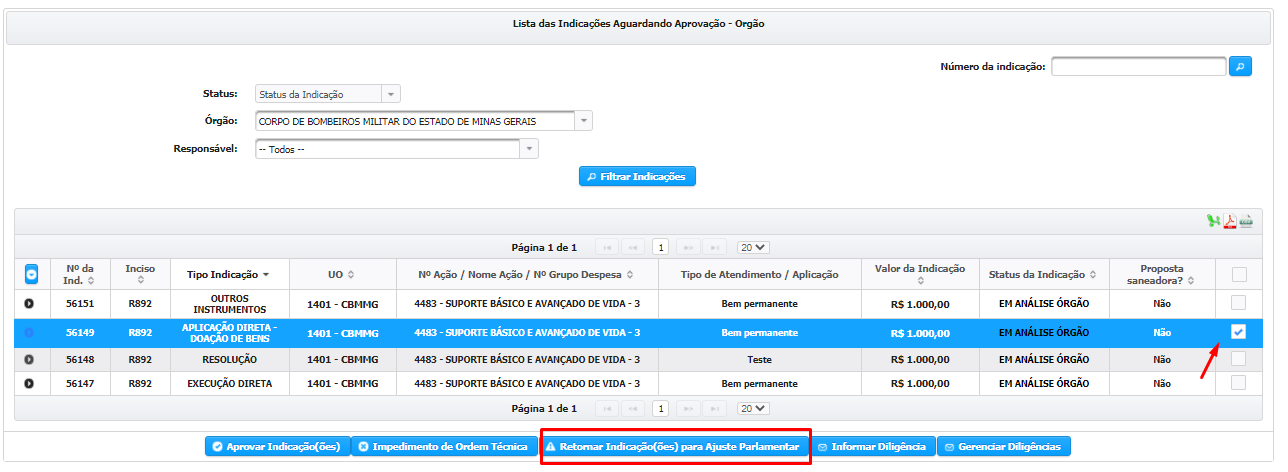 Lista das Indicações Aguardando Aprovação - Orgão
Número da indicação:
Status: Status da Indicação
Órgão: CORPO DE BOMBEIROS MILITAR DO ESTADO DE MINAS GERAIS
Responsável: -- Todos --
Filtrar Indicações
Página 1 de 1 1 20
Nº da Ind. Inciso Tipo Indicação UO Nº Ação / Nome Ação / Nº Grupo Despesa Tipo de Atendimento / Aplicação Valor da Indicação Status da Indicação Proposta saneadora?
56151 R892 OUTROS INSTRUMENTOS 1401 - CBMMG 4483 - SUPORTE BÁSICO E AVANÇADO DE VIDA - 3 Bem permanente R$ 1.000,00 EM ANÁLISE ÓRGÃO Não
56149 R892 APLICAÇÃO DIRETA - DOAÇÃO DE BENS 1401 - CBMMG 4483 - SUPORTE BÁSICO E AVANÇADO DE VIDA - 3 Bem permanente R$ 1.000,00 EM ANÁLISE ÓRGÃO Não
56148 R892 RESOLUÇÃO 1401 - CBMMG 4483 - SUPORTE BÁSICO E AVANÇADO DE VIDA - 3 Teste R$ 1.000,00 EM ANÁLISE ÓRGÃO Não
56147 R892 EXECUÇÃO DIRETA 1401 - CBMMG 4483 - SUPORTE BÁSICO E AVANÇADO DE VIDA - 3 Bem permanente R$ 1.000,00 EM ANÁLISE ÓRGÃO Não
Página 1 de 1 1 20
Aprovar Indicação(ões) Impedimento de Ordem Técnica Retornar Indicação(ões) para Ajuste Parlamentar Informar Diligência Gerenciar Diligências